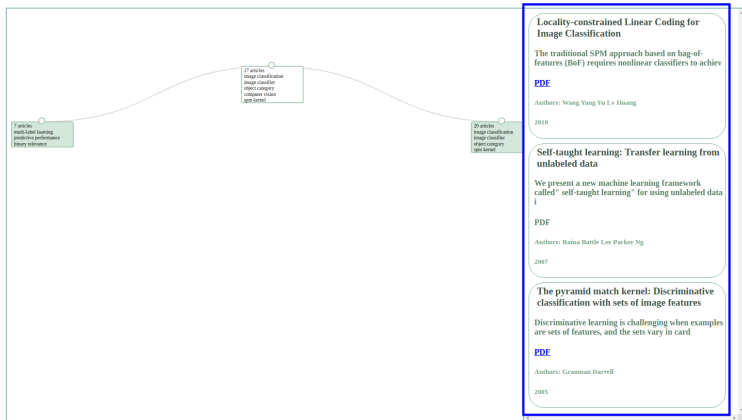 27 articles
image classification
image classifier
object category
computer vision
spm kernel
7 articles
multi-label learning
predictive performance
binary relevance
20 articles
image classification
image classifier
object category
spm kernel
Locality-constrained Linear Coding for
Image Classification
The traditional SPM approach based on bag-of-
features (BoF) requires nonlinear classifiers to achiev
PDF
Authors: Wang Yang Yu Lv Huang
2010
Self-taught learning: Transfer learning from
unlabeled data
We present a new machine learning framework
called" self-taught learning" for using unlabeled data
i
PDF
Authors: Raina Battle Lee Packer Ng
2007
The pyramid match kernel: Discriminative
classification with sets of image features
Discriminative learning is challenging when examples
are sets of features, and the sets vary in card
PDF
Authors: Grauman Darrell
2005